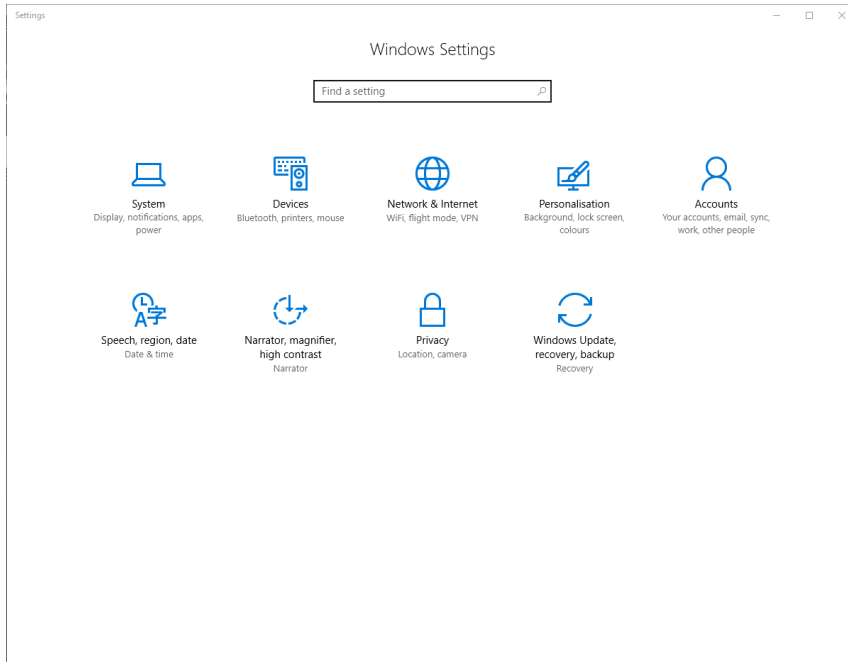 Settings
Windows Settings
Find a setting
System
Display, notifications, apps,
power
Devices
Bluetooth, printers, mouse
Network & Internet
WiFi, flight mode, VPN
Personalisation
Background, lock screen,
colours
Accounts
Your accounts, email, sync,
work, other people
A字
Speech, region, date
Date & time
Narrator, magnifier,
high contrast
Narrator
Privacy
Location, camera
Windows Update,
recovery, backup
Recovery